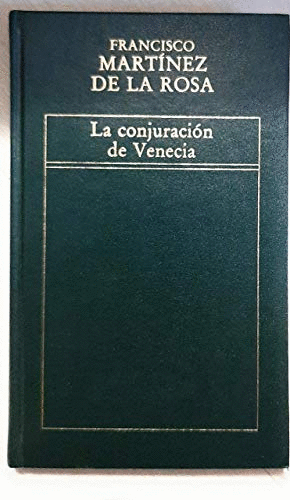 FRANCISCO
MARTÍNEZ
DE LA ROSA
La conjuración
de Venecia